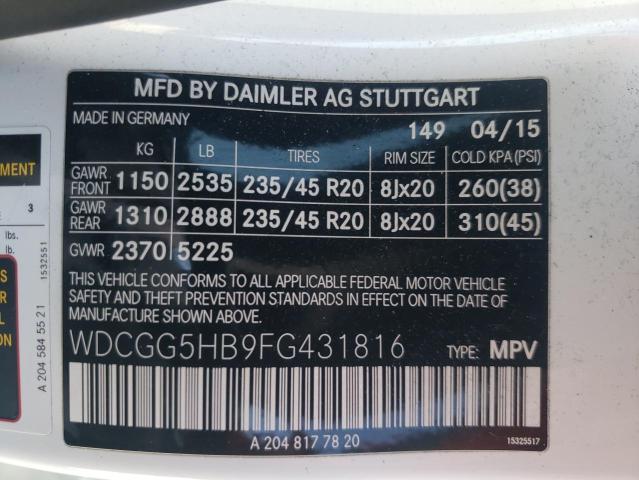 MFD BY DAIMLER AG STUTTGART
MADE IN GERMANY 149 04/15
KG LB TIRES RIM SIZE COLD KPA (PSI)
GAWR FRONT 1150 2535 235/45 R20 8Jx20 260(38)
GAWR REAR 1310 2888 235/45 R20 8Jx20 310(45)
GVWR 2370 5225
THIS VEHICLE CONFORMS TO ALL APPLICABLE FEDERAL MOTOR VEHICLE
SAFETY AND THEFT PREVENTION STANDARDS IN EFFECT ON THE DATE
OF MANUFACTURE SHOWN ABOVE.
WDCGG5HB9FG431816 TYPE: MPV
A 204 817 78 20
15325517
3
lbs.
lb.
1532551
A 204 584 55 21